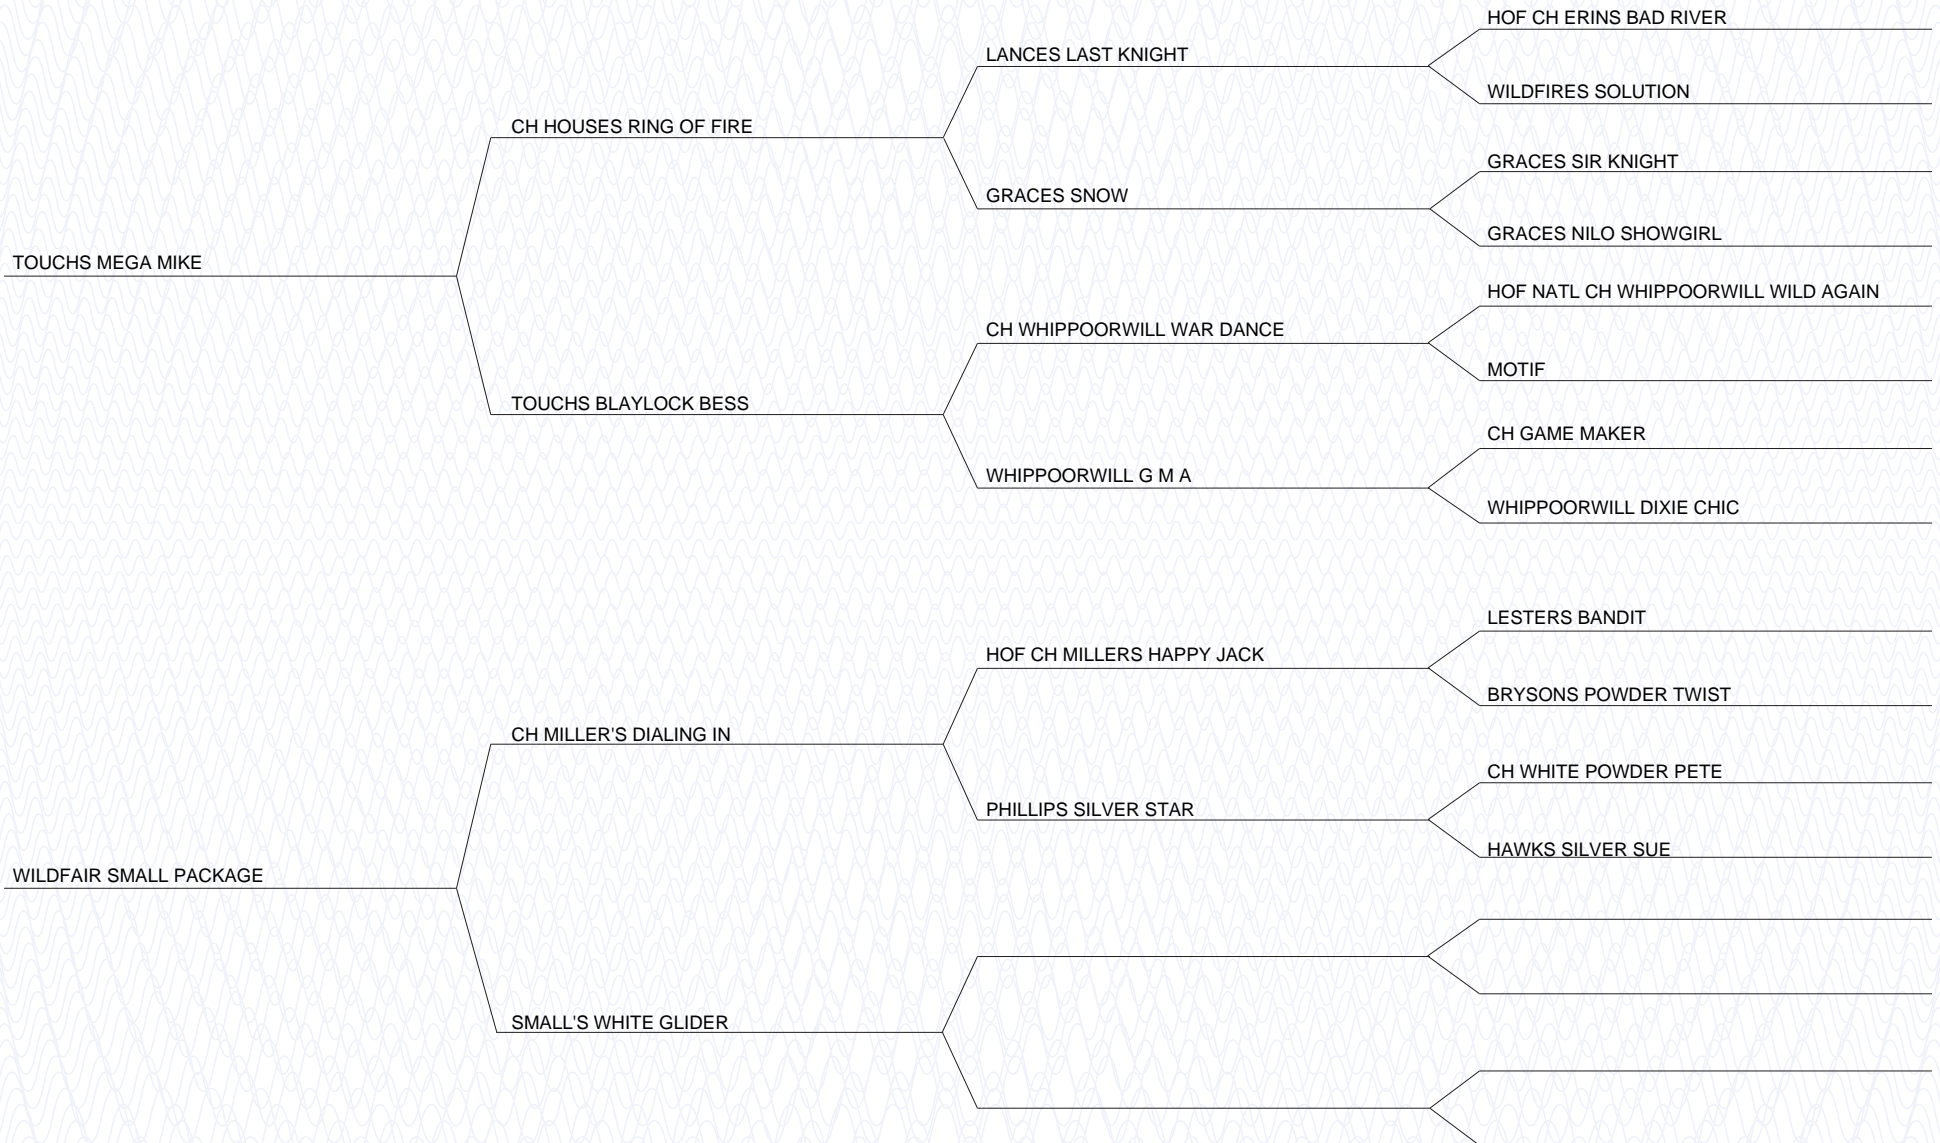 HOF CH ERINS BAD RIVER
LANCES LAST KNIGHT
WILDFIRES SOLUTION
CH HOUSES RING OF FIRE
GRACES SIR KNIGHT
GRACES SNOW
GRACES NILO SHOWGIRL
TOUCHS MEGA MIKE
HOF NATL CH WHIPPOORWILL WILD AGAIN
CH WHIPPOORWILL WAR DANCE
MOTIF
TOUCHS BLAYLOCK BESS
CH GAME MAKER
WHIPPOORWILL G M A
WHIPPOORWILL DIXIE CHIC
LESTERS BANDIT
HOF CH MILLERS HAPPY JACK
BRYSONS POWDER TWIST
CH MILLER'S DIALING IN
CH WHITE POWDER PETE
PHILLIPS SILVER STAR
HAWKS SILVER SUE
WILDFAIR SMALL PACKAGE
SMALL'S WHITE GLIDER